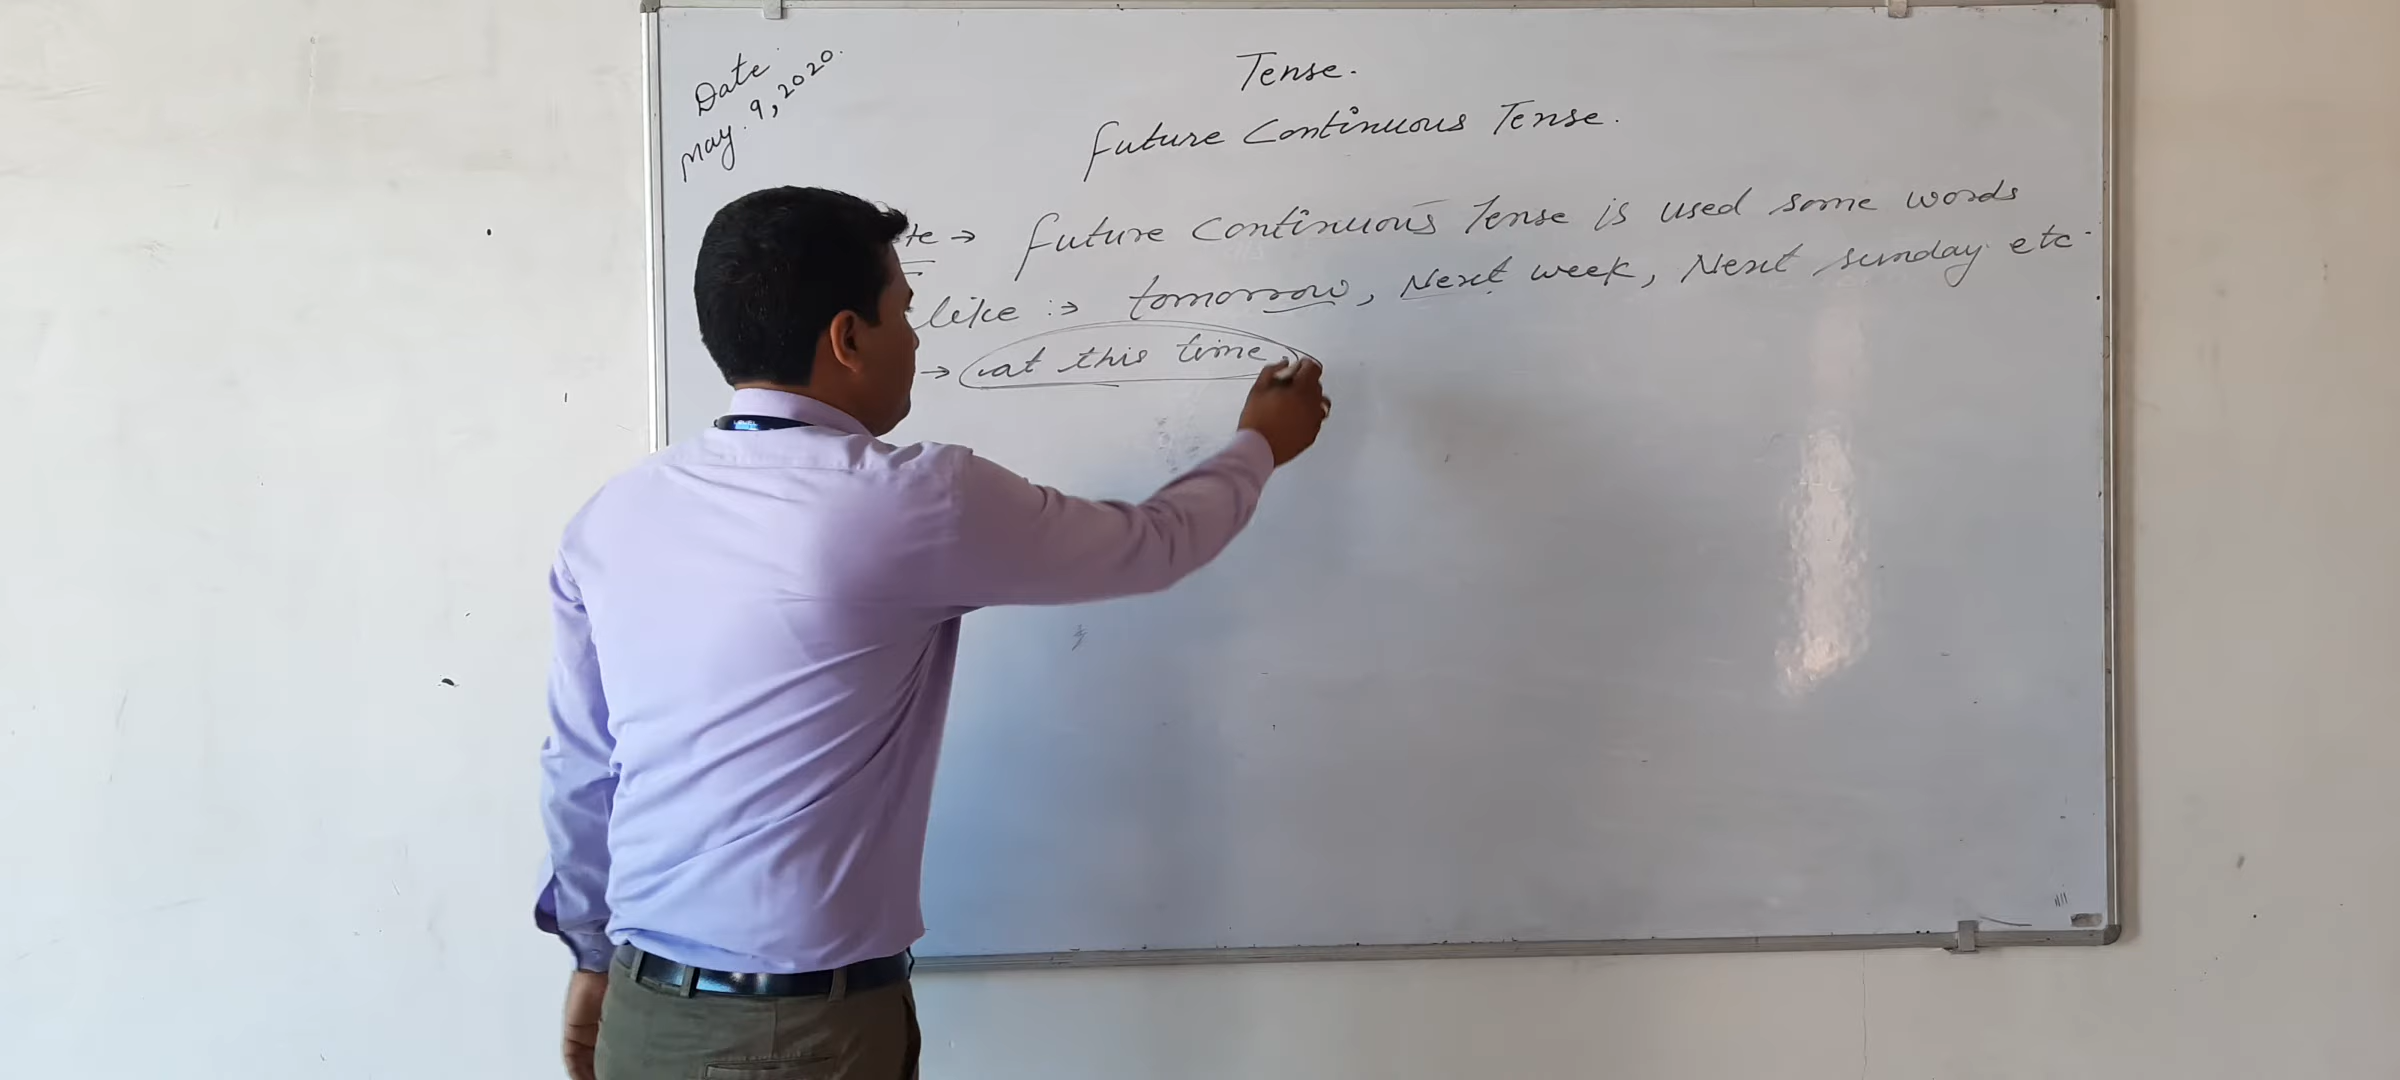 Date
May. 9, 2020.
Tense.
Future Continuous Tense.
te → Future Continuous Tense is used some words
like :→ tomorrow, Next week, Next sunday etc.
→ at this time